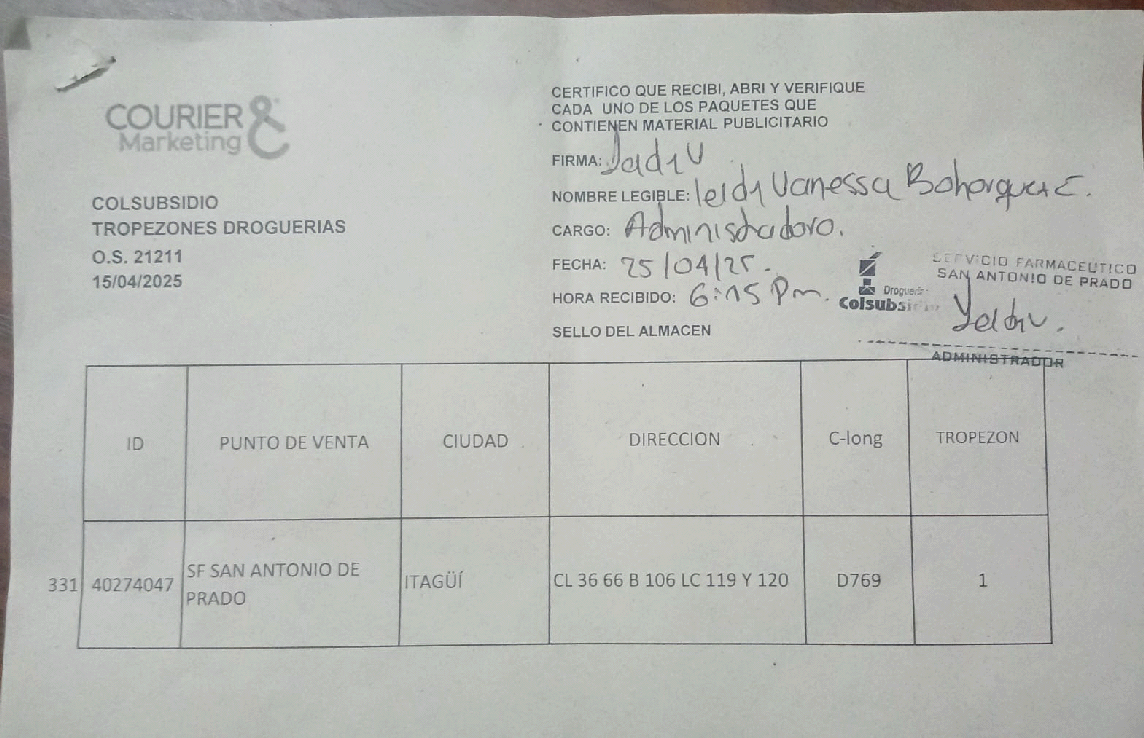 COURIER &
Marketing
COLSUBSIDIO
TROPEZONES DROGUERIAS
O.S. 21211
15/04/2025
CERTIFICO QUE RECIBI, ABRI Y VERIFIQUE
CADA UNO DE LOS PAQUETES QUE
CONTIENEN MATERIAL PUBLICITARIO
FIRMA:
NOMBRE LEGIBLE: leidy Vanessa Bohorquez C.
CARGO: Administradora.
FECHA: 25/04/25.
HORA RECIBIDO: 6:15 Pm.
SELLO DEL ALMACEN
Droguerías
Colsubsidio
SERVICIO FARMACEUTICO
SAN ANTONIO DE PRADO
ADMINISTRADOR
ID PUNTO DE VENTA CIUDAD DIRECCION C-long TROPEZON
331 40274047 SF SAN ANTONIO DE PRADO ITAGÜÍ CL 36 66 B 106 LC 119 Y 120 D769 1